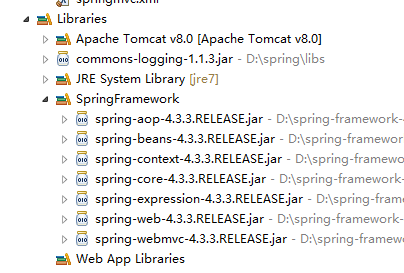 springmvc.xml
Libraries
Apache Tomcat v8.0 [Apache Tomcat v8.0]
commons-logging-1.1.3.jar - D:\spring\libs
JRE System Library [jre7]
SpringFramework
spring-aop-4.3.3.RELEASE.jar - D:\spring-framework-
spring-beans-4.3.3.RELEASE.jar - D:\spring-framewor
spring-context-4.3.3.RELEASE.jar - D:\spring-framew
spring-core-4.3.3.RELEASE.jar - D:\spring-framework
spring-expression-4.3.3.RELEASE.jar - D:\spring-fram
spring-web-4.3.3.RELEASE.jar - D:\spring-framework-
spring-webmvc-4.3.3.RELEASE.jar - D:\spring-framew
Web App Libraries